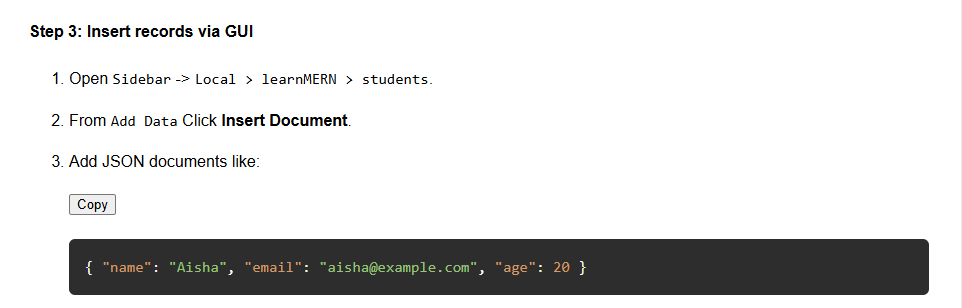 Step 3: Insert records via GUI
1. Open Sidebar -> Local > learnMERN > students.
2. From Add Data Click Insert Document.
3. Add JSON documents like:
Copy
{ "name": "Aisha", "email": "aisha@example.com", "age": 20 }